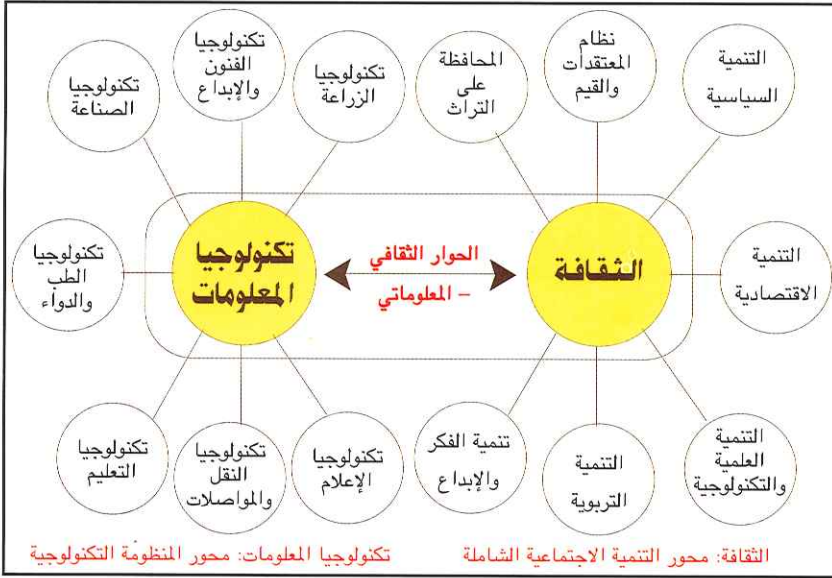 التنمية
السياسية
نظام
المعتقدات
والقيم
المحافظة
على
التراث
تكنولوجيا
الزراعة
تكنولوجيا
الفنون
والإبداع
تكنولوجيا
الصناعة
التنمية
الاقتصادية
الثقافة
الحوار الثقافي
– المعلوماتي
تكنولوجيا
المعلومات
تكنولوجيا
الطب
والدواء
التنمية
العلمية
والتكنولوجية
التنمية
التربوية
تنمية الفكر
والإبداع
تكنولوجيا
الإعلام
تكنولوجيا
النقل
والمواصلات
تكنولوجيا
التعليم
الثقافة: محور التنمية الاجتماعية الشاملة
تكنولوجيا المعلومات: محور المنظومة التكنولوجية